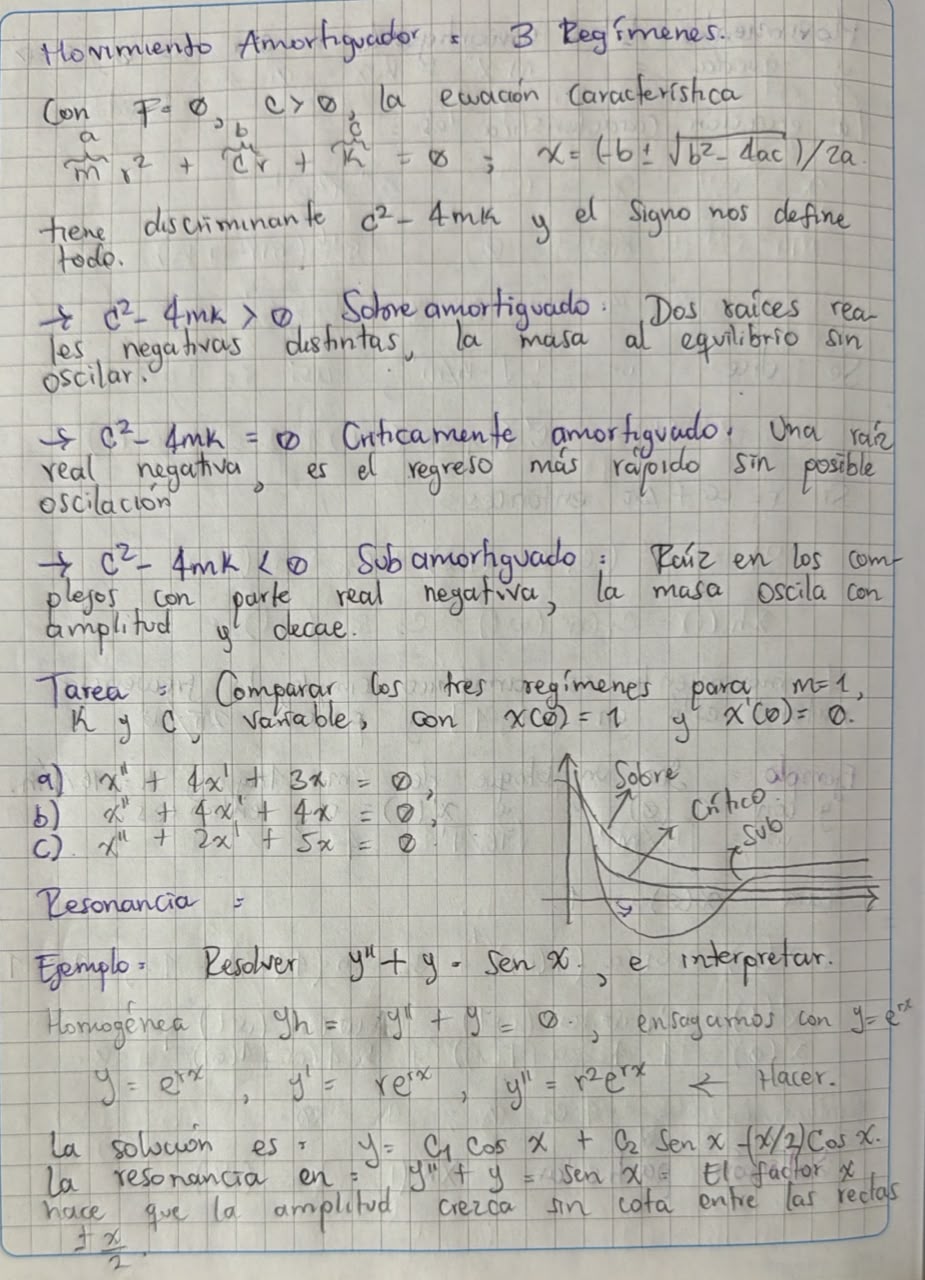 Movimiento Amortiguador = 3 Regímenes.
Con F=0, c>0, la ecuación característica
a b c
m r² + c r + k = 0 ; x = (-b ± √b² - 4ac)/2a.
tiene discriminante c² - 4mk y el signo nos define
todo.
→ c² - 4mk > 0 Sobre amortiguado: Dos raíces rea-
les negativas distintas, la masa al equilibrio sin
oscilar.
→ c² - 4mk = 0 Críticamente amortiguado. Una raíz
real negativa, es el regreso más rápoido sin posible
oscilación
→ c² - 4mk < 0 Sub amortiguado: Raíz en los com-
plejos con parte real negativa, la masa oscila con
amplitud y decae.
Tarea = Comparar los tres regímenes para m=1,
K y C, variable, con x(0) = 1 y x'(0) = 0.
a) x'' + 4x' + 3x = 0,
b) x'' + 4x' + 4x = 0,
c). x'' + 2x' + 5x = 0
Sobre
Crítico
Sub
Resonancia =
Ejemplo = Resolver y'' + y = sen x., e interpretar.
Homogénea yh = y'' + y = 0., ensayamos con y = e^rx
y = e^rx, y' = re^rx, y'' = r²e^rx ← Hacer.
La solución es: y = C₁ Cos x + C₂ Sen x -(x/2) Cos x.
La resonancia en = y'' + y = sen x = El factor x
hace que la amplitud crezca sin cota entre las rectas
± x/2.